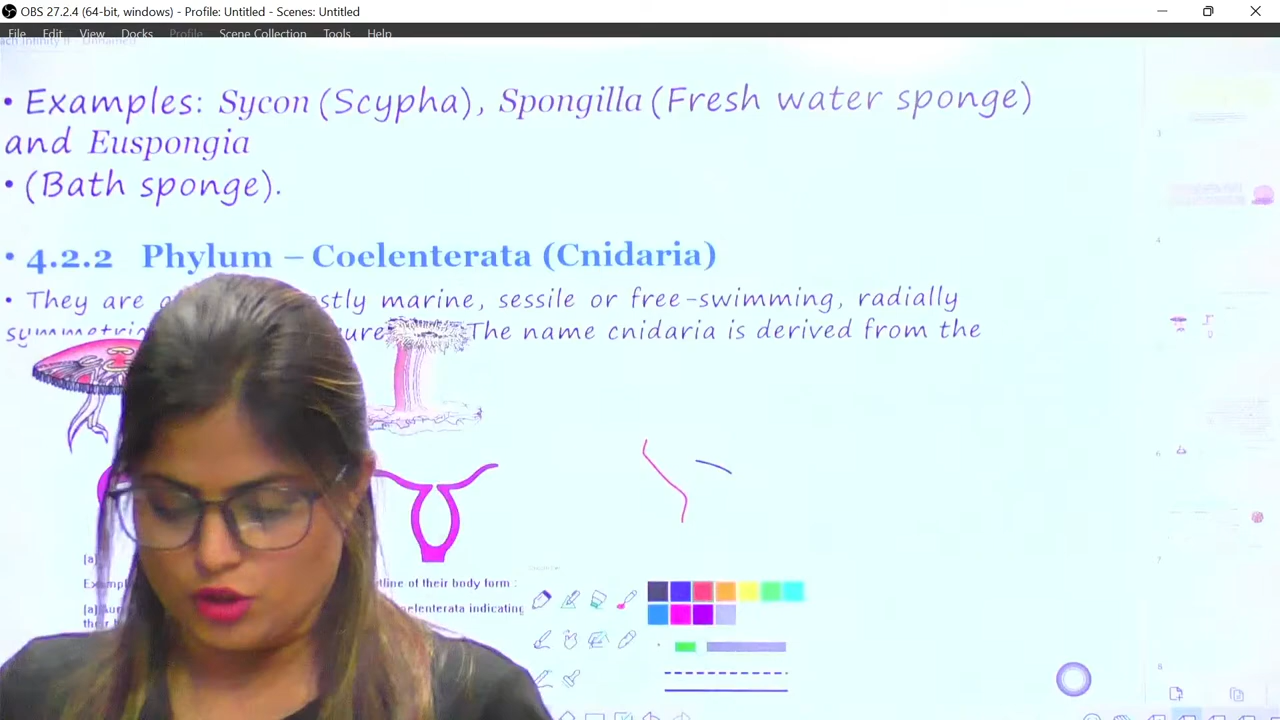 OBS 27.2.4 (64-bit, windows) - Profile: Untitled - Scenes: Untitled
File Edit View Docks Profile Scene Collection Tools Help
• Examples: Sycon (Scypha), Spongilla (Fresh water sponge)
and Euspongia
• (Bath sponge).
• 4.2.2 Phylum – Coelenterata (Cnidaria)
• They are marine, sessile or free-swimming, radially
The name cnidaria is derived from the
of their body form :
indicating